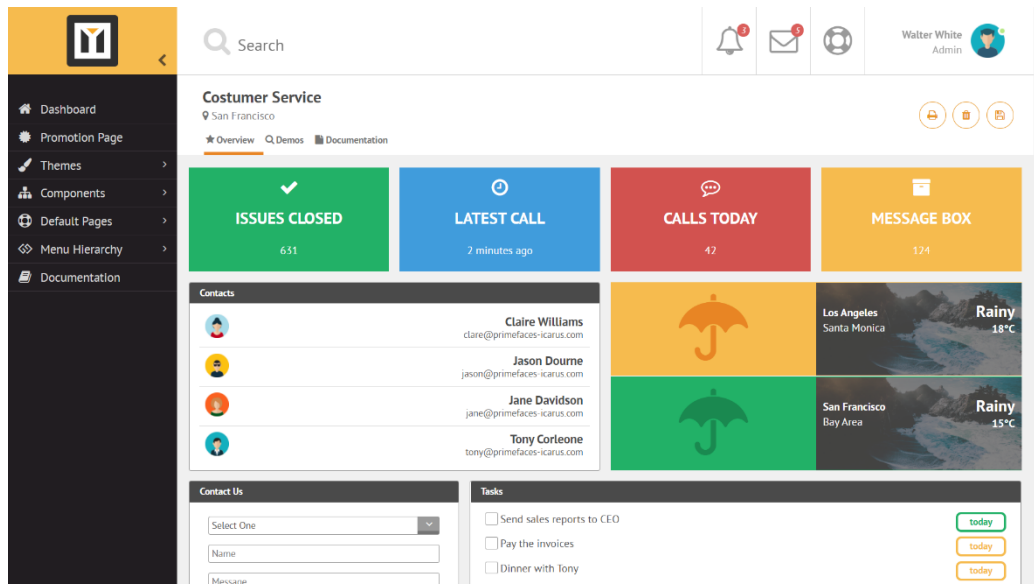 Search
3
5
Walter White
Admin
Dashboard
Promotion Page
Themes
Components
Default Pages
Menu Hierarchy
Documentation
Costumer Service
San Francisco
Overview Demos Documentation
ISSUES CLOSED
631
LATEST CALL
2 minutes ago
CALLS TODAY
42
MESSAGE BOX
124
Contacts
Claire Williams
clare@primefaces-icarus.com
Jason Dourne
jason@primefaces-icarus.com
Jane Davidson
jane@primefaces-icarus.com
Tony Corleone
tony@primefaces-icarus.com
Los Angeles
Santa Monica
Rainy
18°C
San Francisco
Bay Area
Rainy
15°C
Contact Us
Select One
Name
Message
Tasks
Send sales reports to CEO
today
Pay the invoices
today
Dinner with Tony
today